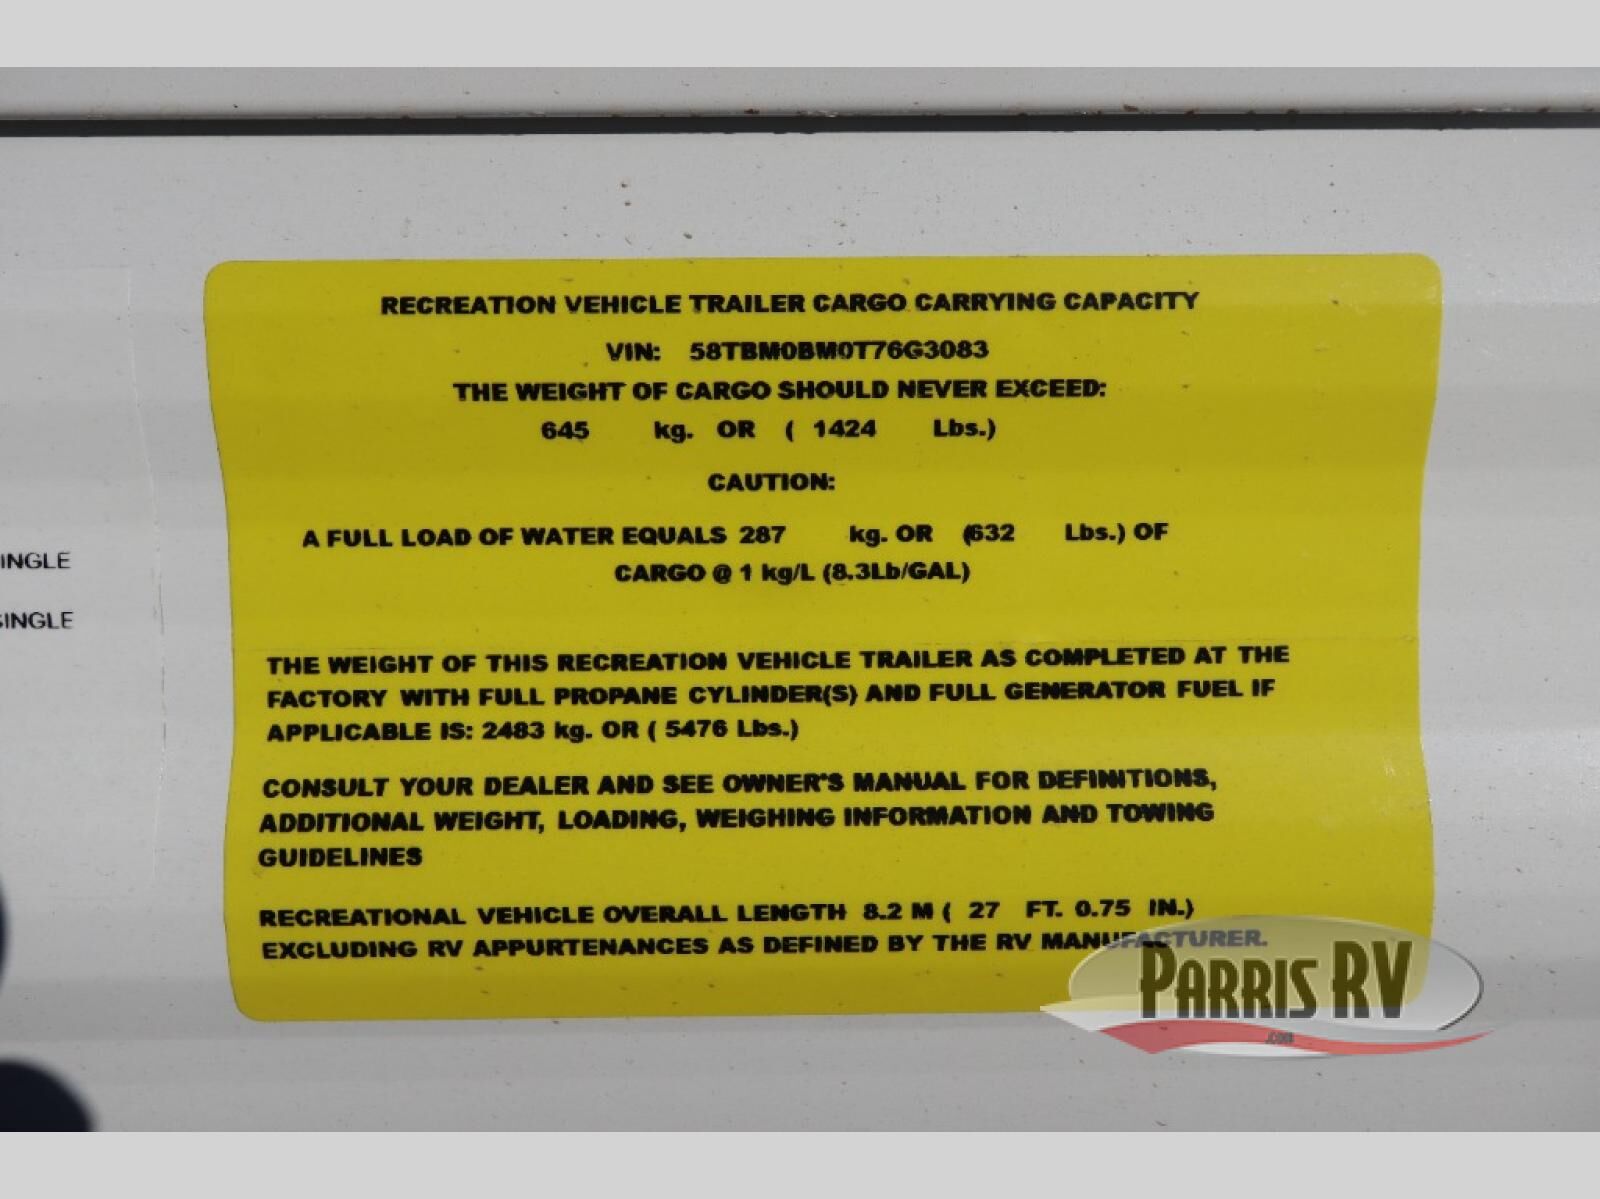 RECREATION VEHICLE TRAILER CARGO CARRYING CAPACITY
VIN: 58TBM0BM0T76G3083
THE WEIGHT OF CARGO SHOULD NEVER EXCEED:
645 kg. OR ( 1424 Lbs.)
CAUTION:
A FULL LOAD OF WATER EQUALS 287 kg. OR (632 Lbs.) OF
CARGO @ 1 kg/L (8.3Lb/GAL)
INGLE
SINGLE
THE WEIGHT OF THIS RECREATION VEHICLE TRAILER AS COMPLETED AT THE
FACTORY WITH FULL PROPANE CYLINDER(S) AND FULL GENERATOR FUEL IF
APPLICABLE IS: 2483 kg. OR ( 5476 Lbs.)
CONSULT YOUR DEALER AND SEE OWNER'S MANUAL FOR DEFINITIONS,
ADDITIONAL WEIGHT, LOADING, WEIGHING INFORMATION AND TOWING
GUIDELINES
RECREATIONAL VEHICLE OVERALL LENGTH 8.2 M ( 27 FT. 0.75 IN.)
EXCLUDING RV APPURTENANCES AS DEFINED BY THE RV MANUFACTURER.
PARRIS RV
.COM